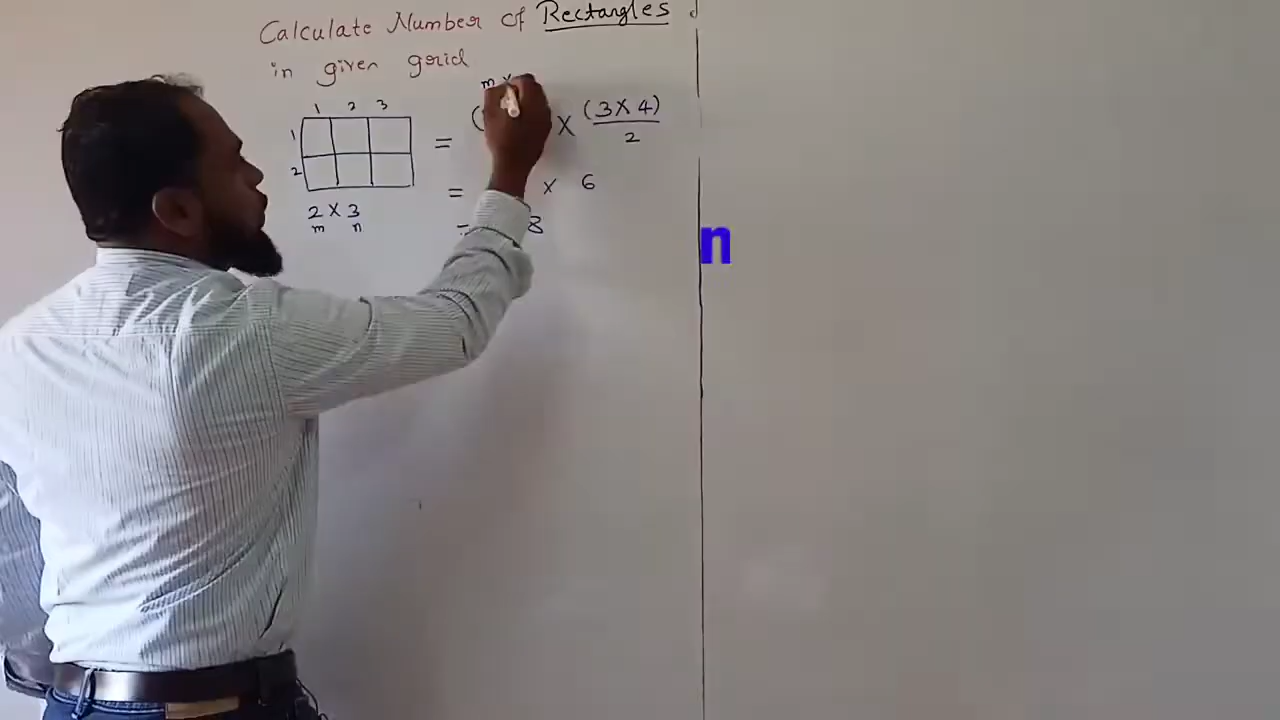 Calculate Number of Rectangles
in given grid
1 2 3
1
2
2 X 3
m n
m x
= ( X (3 X 4)
2
= x 6
= 8
n